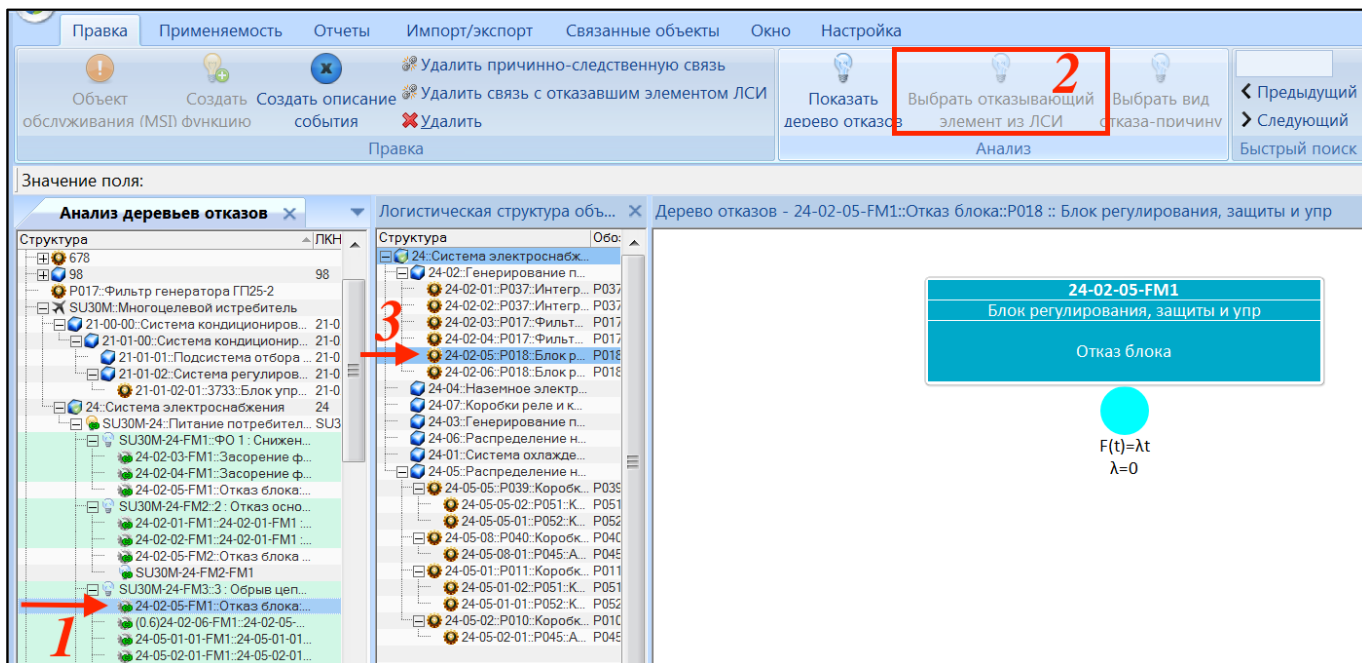 Правка Применяемость Отчеты Импорт/экспорт Связанные объекты Окно Настройка
Объект обслуживания (MSI)
Создать функцию
Создать описание события
Удалить причинно-следственную связь
Удалить связь с отказавшим элементом ЛСИ
Удалить
Правка
Показать дерево отказов
Выбрать отказывающий элемент из ЛСИ
2
Выбрать вид отказа-причину
Анализ
Предыдущий
Следующий
Быстрый поиск
Значение поля:
Анализ деревьев отказов
Структура ЛКН
678
98 98
P017::Фильтр генератора ГП25-2
SU30M::Многоцелевой истребитель
21-00-00::Система кондициониров... 21-0
21-01-00::Система кондиционир... 21-0
21-01-01::Подсистема отбора ... 21-0
21-01-02::Система регулиров... 21-0
21-01-02-01::3733::Блок упр... 21-0
24::Система электроснабжения 24
SU30M-24::Питание потребител... SU3
SU30M-24-FM1::ФО 1 : Снижен...
24-02-03-FM1::Засорение ф...
24-02-04-FM1::Засорение ф...
24-02-05-FM1::Отказ блока:...
SU30M-24-FM2::2 : Отказ осно...
24-02-01-FM1::24-02-01-FM1 :...
24-02-02-FM1::24-02-01-FM1 :...
24-02-05-FM2::Отказ блока ...
SU30M-24-FM2-FM1
SU30M-24-FM3::3 : Обрыв цеп...
24-02-05-FM1::Отказ блока:...
1
(0.6)24-02-06-FM1::24-02-05-...
24-05-01-01-FM1::24-05-01-01...
24-05-02-01-FM1::24-05-02-01...
Логистическая структура объ...
Структура Обо:
24::Система электроснабж...
24-02::Генерирование п...
24-02-01::P037::Интегр... P037
24-02-02::P037::Интегр... P037
24-02-03::P017::Фильт... P017
3
24-02-04::P017::Фильт... P017
24-02-05::P018::Блок р... P018
24-02-06::P018::Блок р... P018
24-04::Наземное электр...
24-07::Коробки реле и к...
24-03::Генерирование п...
24-06::Распределение н...
24-01::Система охлажде...
24-05::Распределение н...
24-05-05::P039::Коробк... P039
24-05-05-02::P051::К... P051
24-05-05-01::P052::К... P052
24-05-08::P040::Коробк... P040
24-05-08-01::P045::А... P045
24-05-01::P011::Коробк... P011
24-05-01-02::P051::К... P051
24-05-01-01::P052::К... P052
24-05-02::P010::Коробк... P010
24-05-02-01::P045::А... P045
Дерево отказов - 24-02-05-FM1::Отказ блока::P018 :: Блок регулирования, защиты и упр
24-02-05-FM1
Блок регулирования, защиты и упр
Отказ блока
F(t)=λt
λ=0